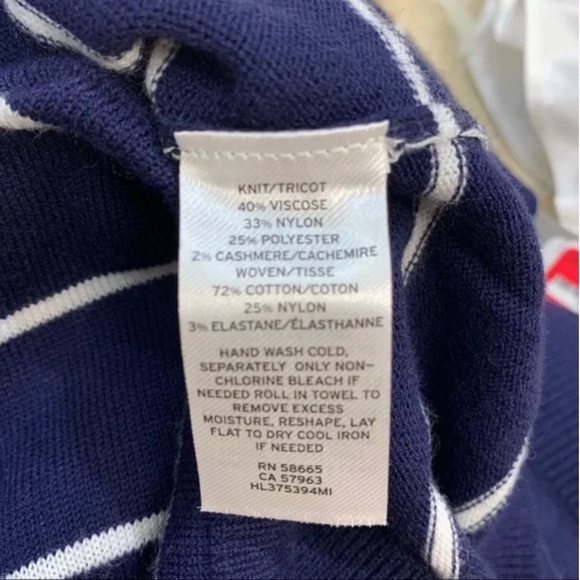 KNIT/TRICOT
40% VISCOSE
33% NYLON
25% POLYESTER
2% CASHMERE/CACHEMIRE
WOVEN/TISSE
72% COTTON/COTON
25% NYLON
3% ELASTANE/ÉLASTHANNE
HAND WASH COLD,
SEPARATELY ONLY NON-
CHLORINE BLEACH IF
NEEDED ROLL IN TOWEL TO
REMOVE EXCESS
MOISTURE, RESHAPE, LAY
FLAT TO DRY COOL IRON
IF NEEDED
RN 58665
CA 57963
HL375394MI